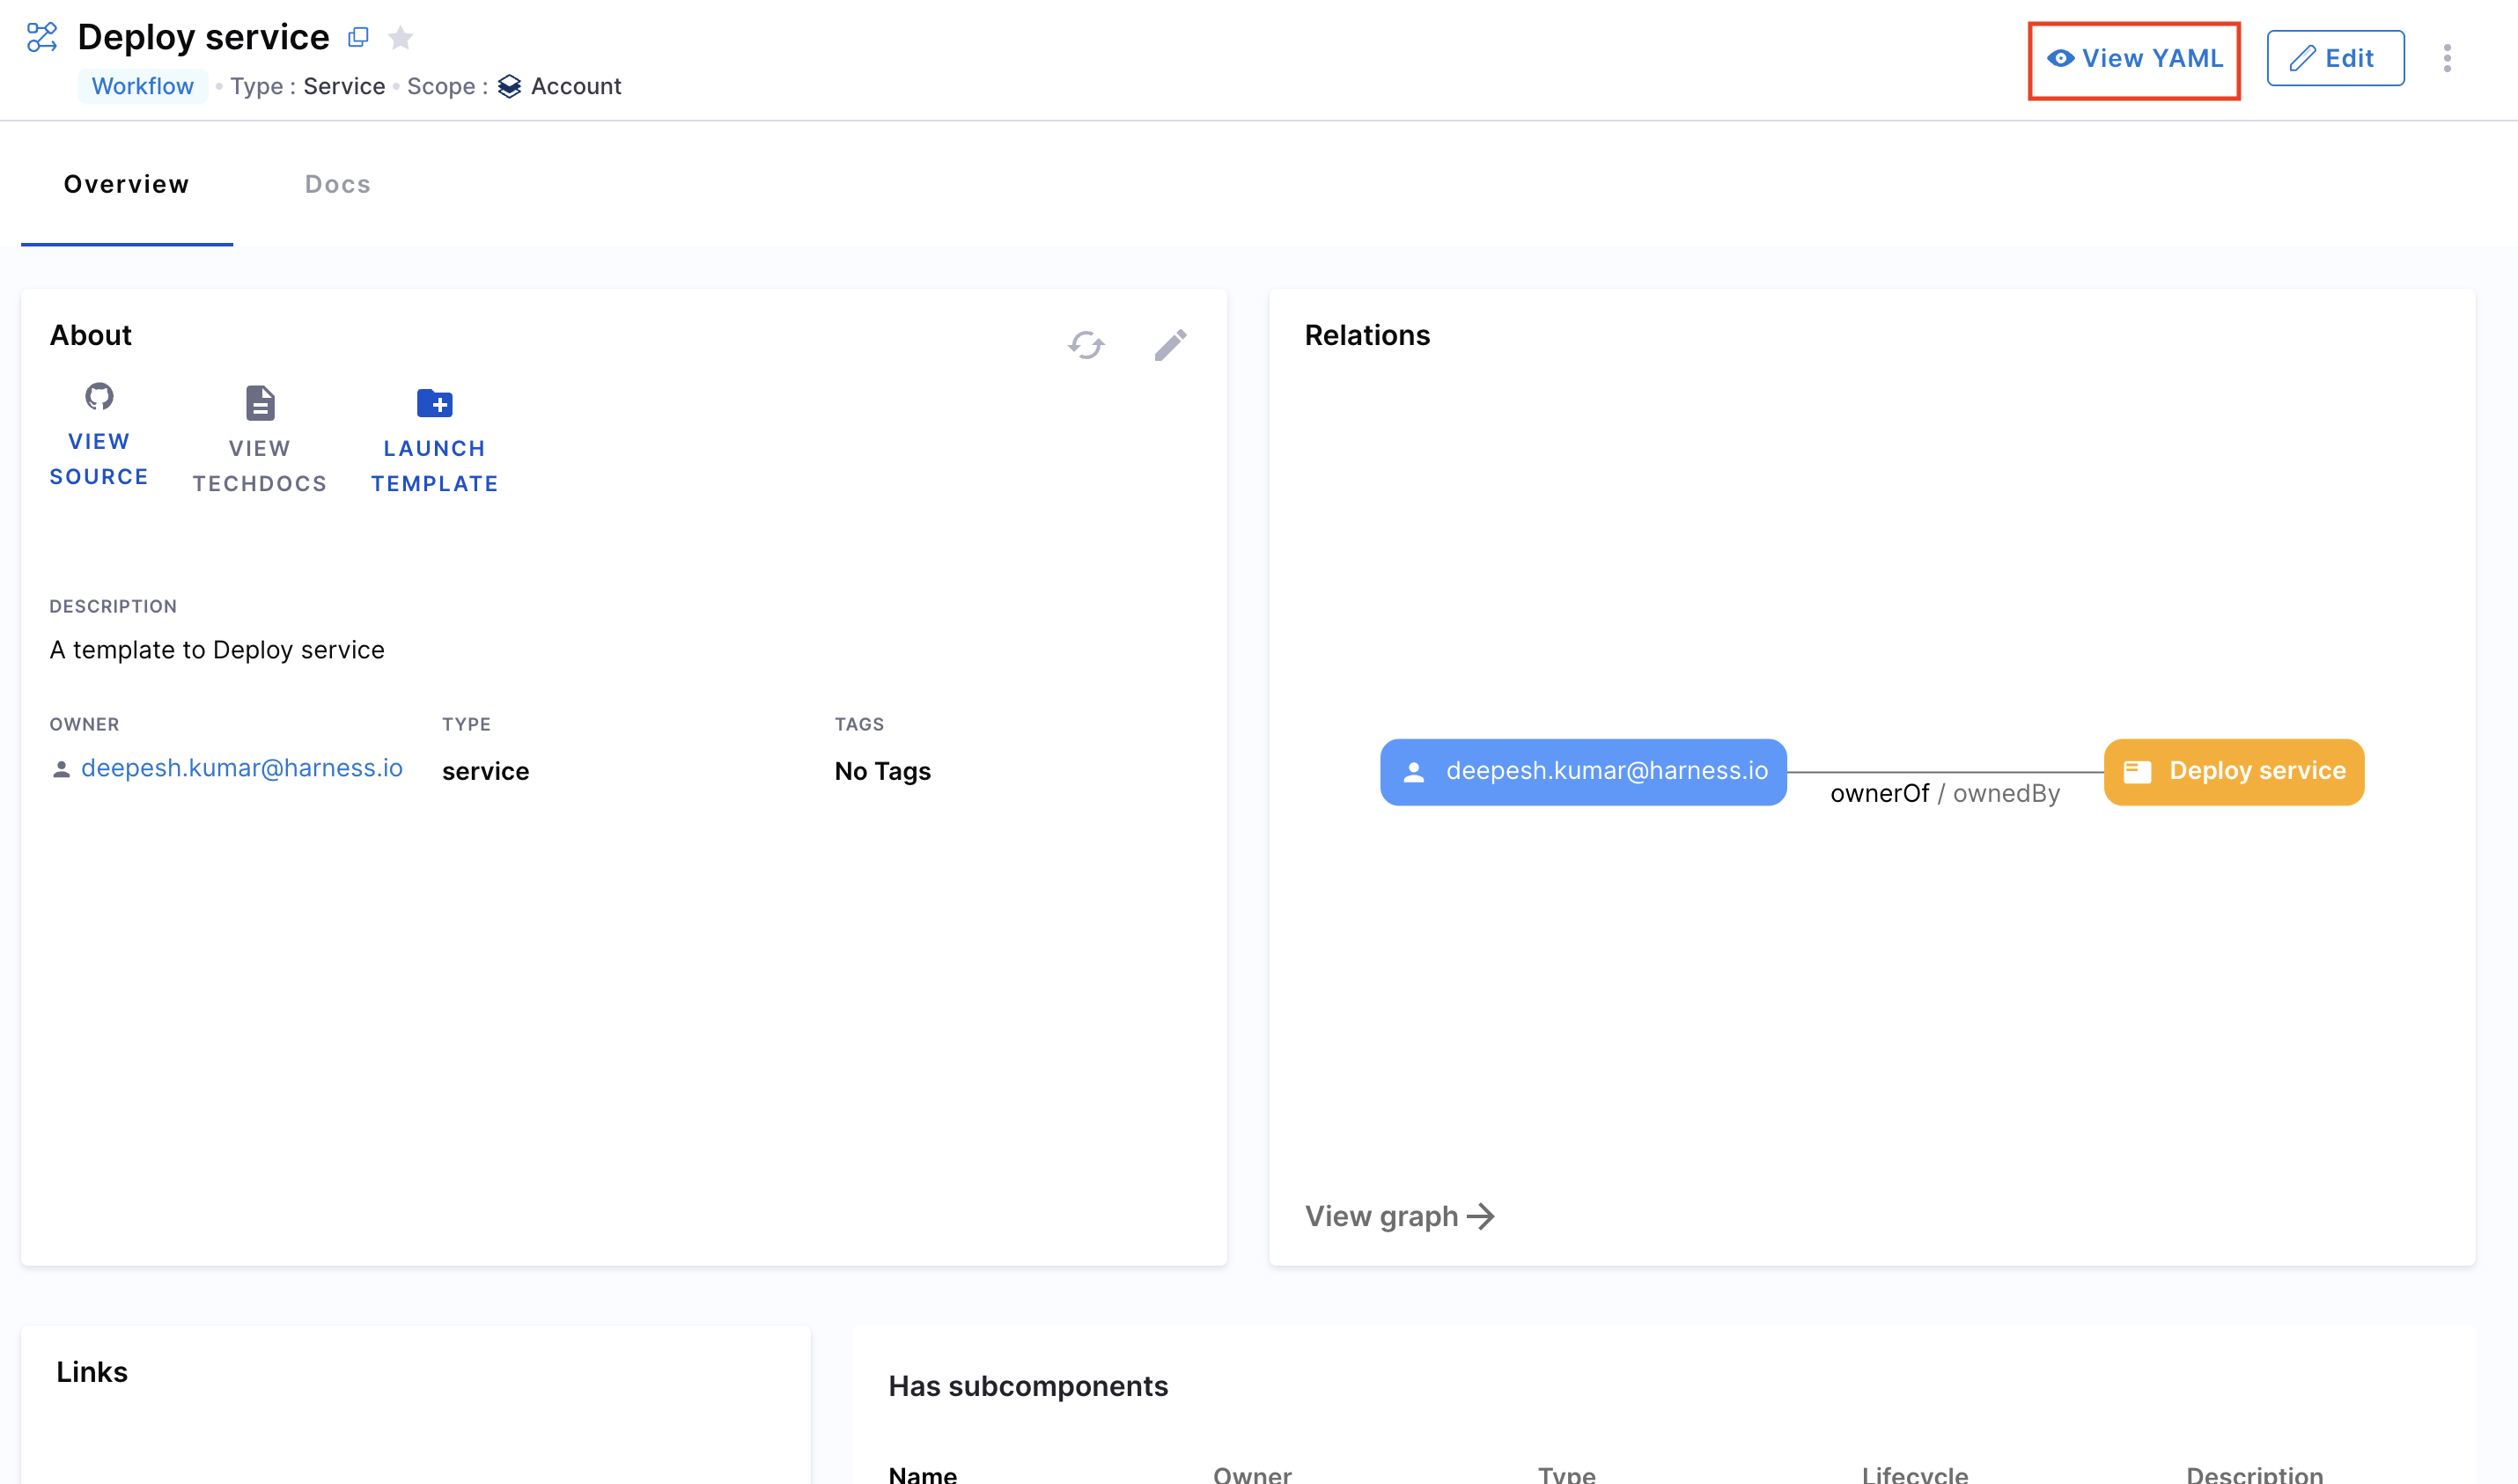 Deploy service
View YAML
Edit
Workflow • Type : Service • Scope : Account
Overview
Docs
About
VIEW
SOURCE
VIEW
TECHDOCS
LAUNCH
TEMPLATE
DESCRIPTION
A template to Deploy service
OWNER
TYPE
TAGS
deepesh.kumar@harness.io
service
No Tags
Relations
deepesh.kumar@harness.io
ownerOf / ownedBy
Deploy service
View graph
Links
Has subcomponents
Name
Owner
Type
Lifecycle
Description